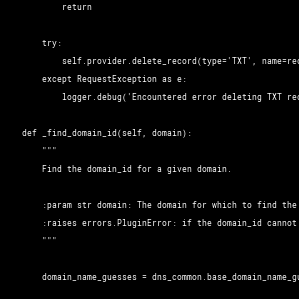 return
try:
self.provider.delete_record(type='TXT', name=rec
except RequestException as e:
logger.debug('Encountered error deleting TXT rec
def _find_domain_id(self, domain):
"""
Find the domain_id for a given domain.
:param str domain: The domain for which to find the
:raises errors.PluginError: if the domain_id cannot
"""
domain_name_guesses = dns_common.base_domain_name_gu